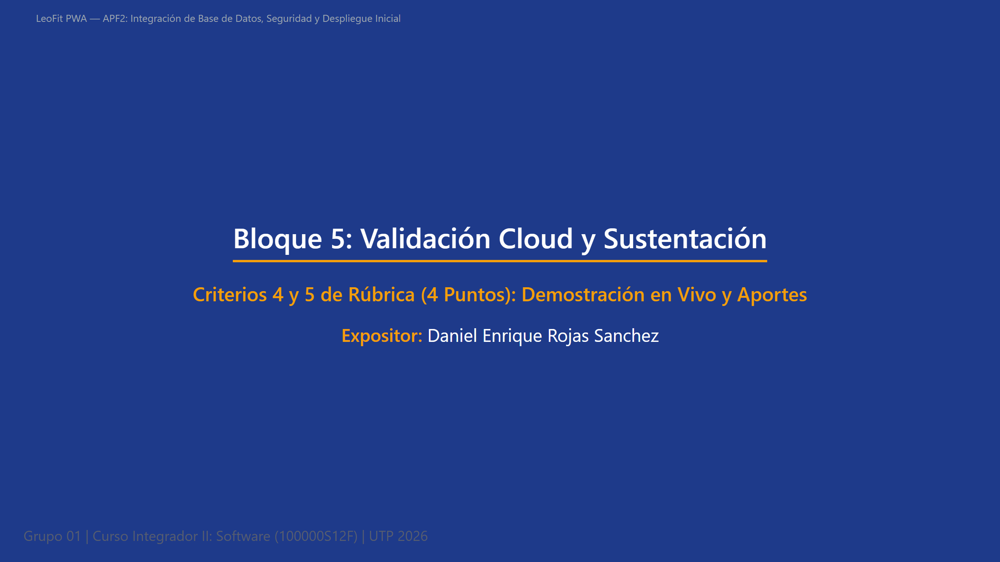 LeoFit PWA — APF2: Integración de Base de Datos, Seguridad y Despliegue Inicial
Bloque 5: Validación Cloud y Sustentación
Criterios 4 y 5 de Rúbrica (4 Puntos): Demostración en Vivo y Aportes
Expositor: Daniel Enrique Rojas Sanchez
Grupo 01 | Curso Integrador II: Software (100000S12F) | UTP 2026